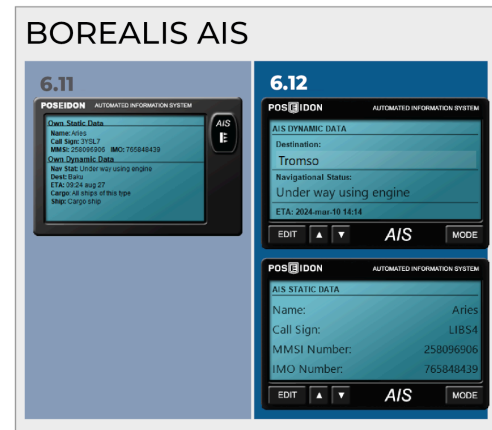 BOREALIS AIS
6.11
POSEIDON AUTOMATED INFORMATION SYSTEM
Own Static Data
Name: Aries
Call Sign: 3YSL7
MMSI: 258096906 IMO: 765848439
Own Dynamic Data
Nav Stat: Under way using engine
Dest: Baku
ETA: 09:24 aug 27
Cargo: All ships of this type
Ship: Cargo ship
AIS
E
6.12
POSEIDON AUTOMATED INFORMATION SYSTEM
AIS DYNAMIC DATA
Destination:
Tromso
Navigational Status:
Under way using engine
ETA: 2024-mar-10 14:14
EDIT ▲ ▼ AIS MODE
POSEIDON AUTOMATED INFORMATION SYSTEM
AIS STATIC DATA
Name: Aries
Call Sign: LIBS4
MMSI Number: 258096906
IMO Number: 765848439
EDIT ▲ ▼ AIS MODE